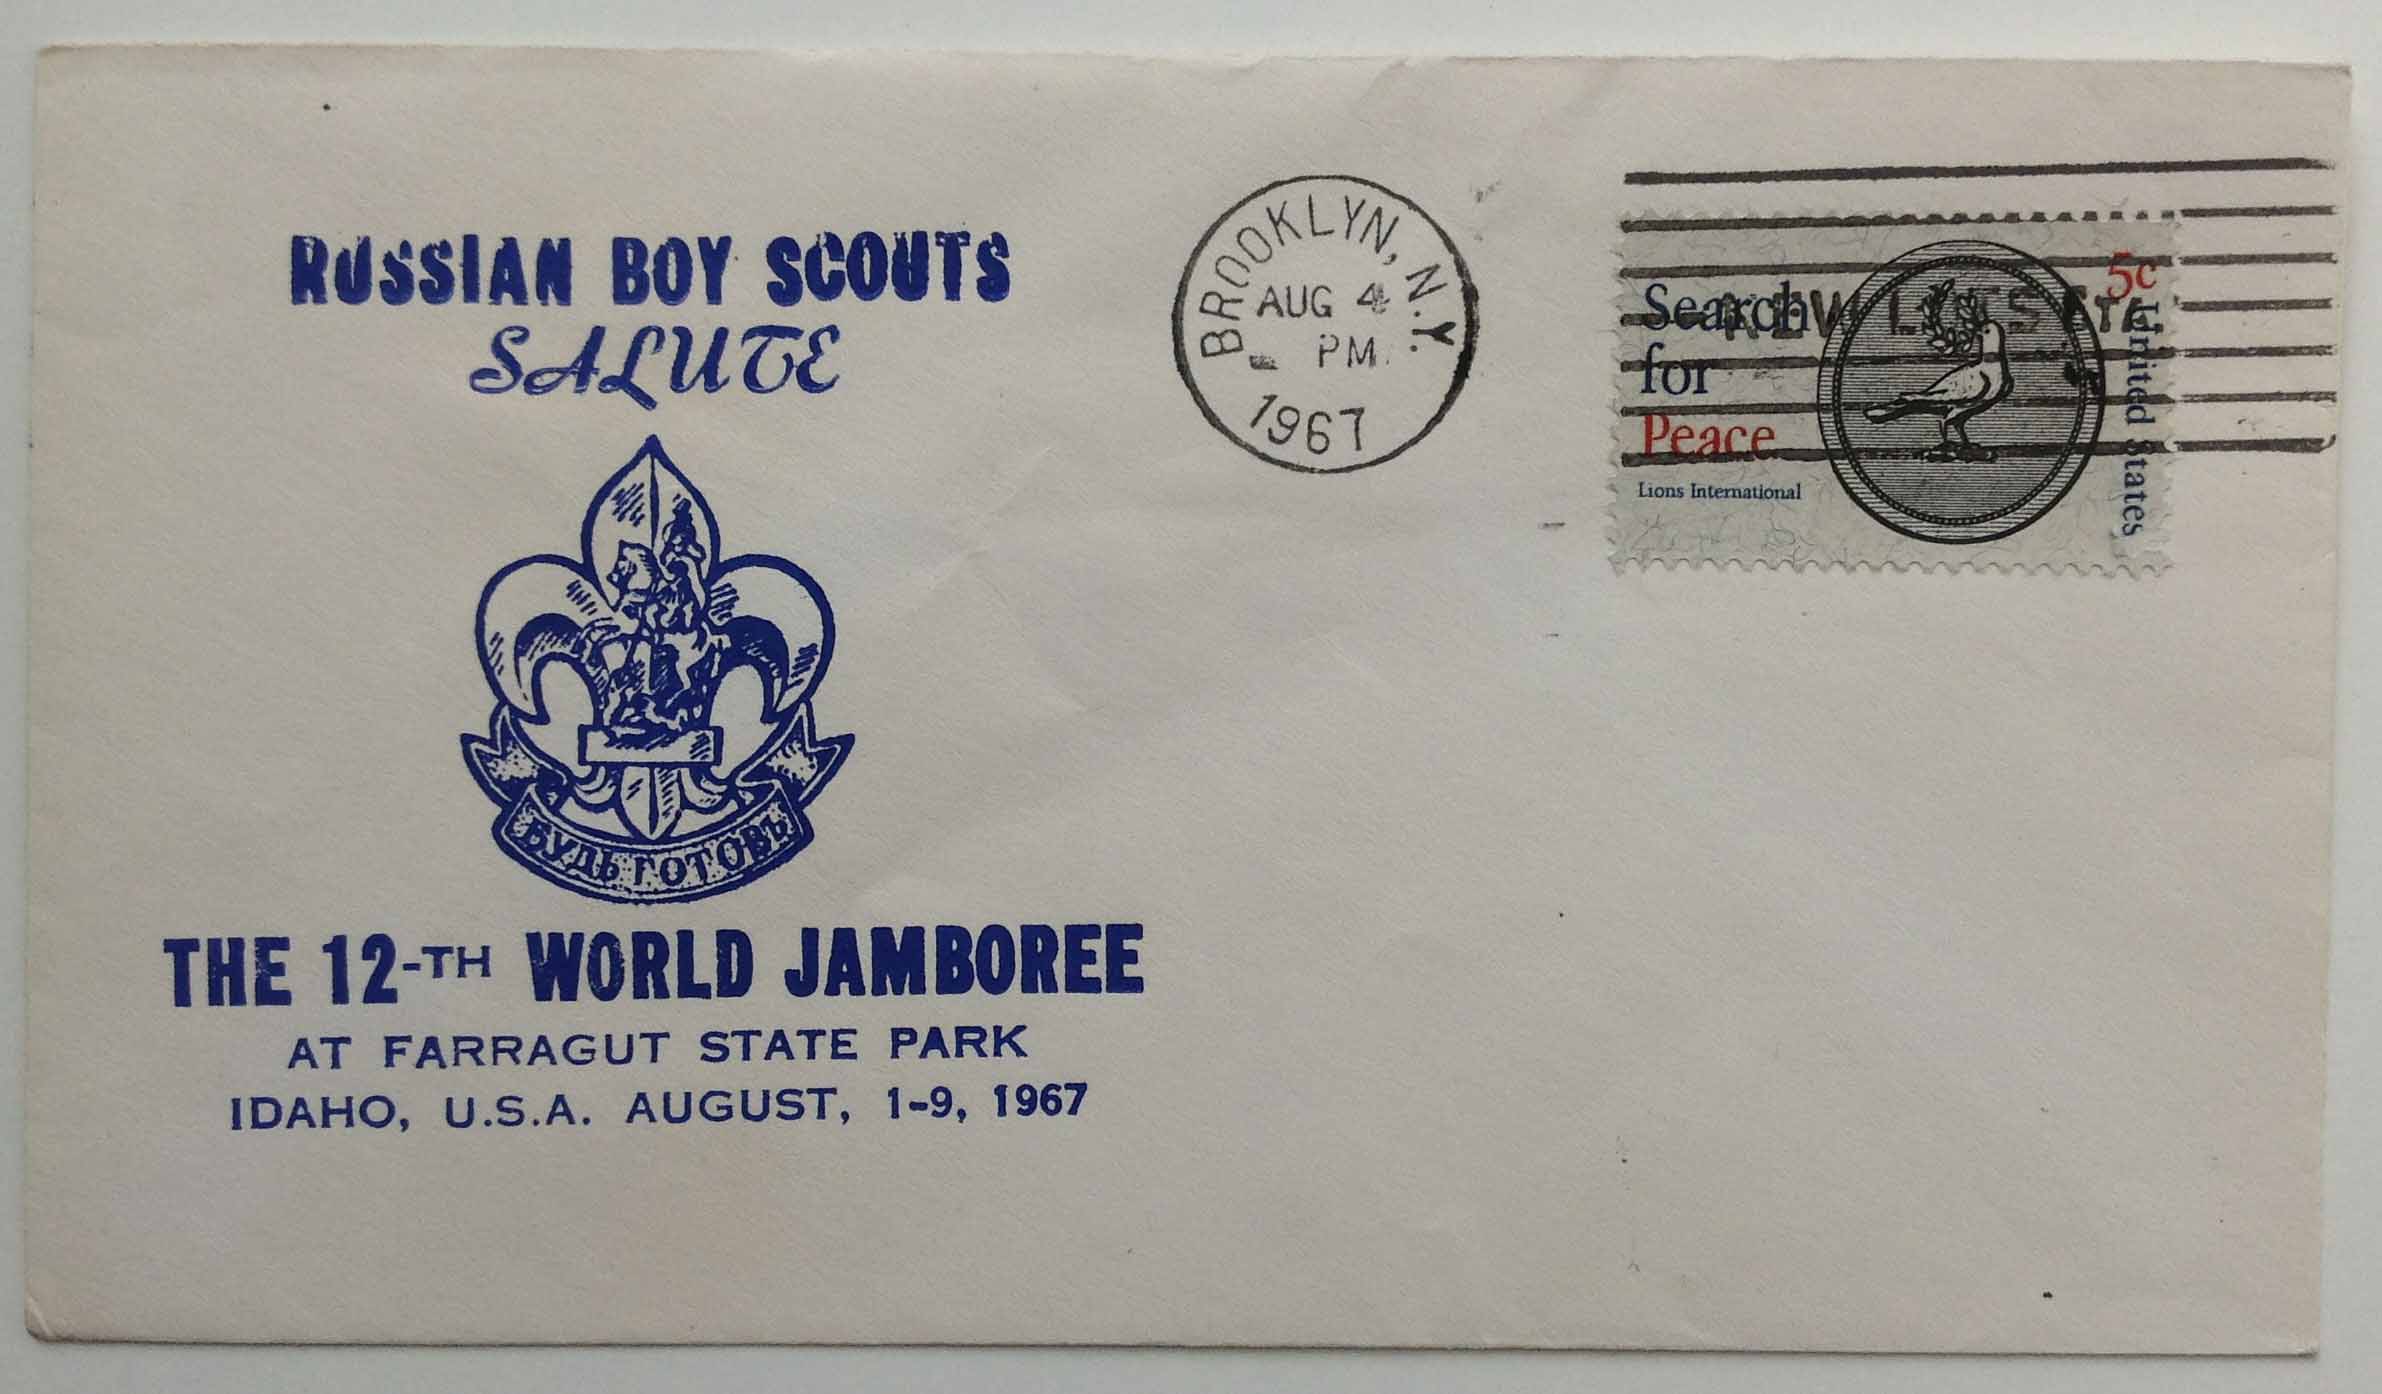 RUSSIAN BOY SCOUTS
SALUTE
БУДЬ ГОТОВЪ
THE 12-TH WORLD JAMBOREE
AT FARRAGUT STATE PARK
IDAHO, U.S.A. AUGUST, 1-9, 1967
BROOKLYN, N.Y.
AUG 4
PM
1967
5c
Search
for
Peace
Lions International
United States